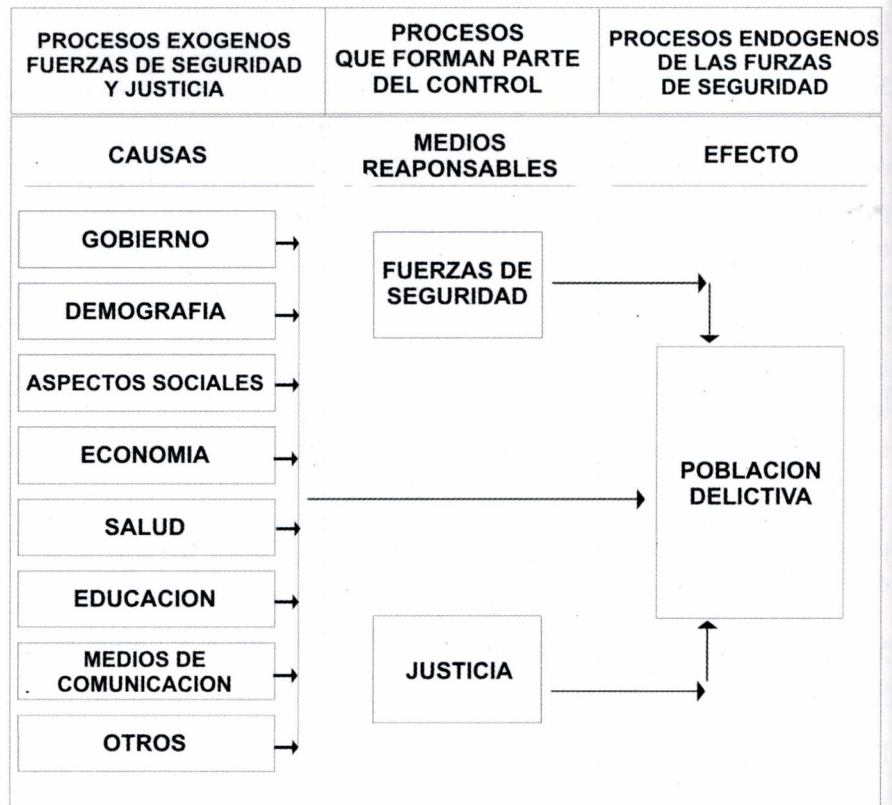 PROCESOS EXOGENOS
FUERZAS DE SEGURIDAD
Y JUSTICIA
PROCESOS
QUE FORMAN PARTE
DEL CONTROL
PROCESOS ENDOGENOS
DE LAS FURZAS
DE SEGURIDAD
CAUSAS
MEDIOS
REAPONSABLES
EFECTO
GOBIERNO
DEMOGRAFIA
ASPECTOS SOCIALES
ECONOMIA
SALUD
EDUCACION
MEDIOS DE
COMUNICACION
OTROS
FUERZAS DE
SEGURIDAD
JUSTICIA
POBLACION
DELICTIVA